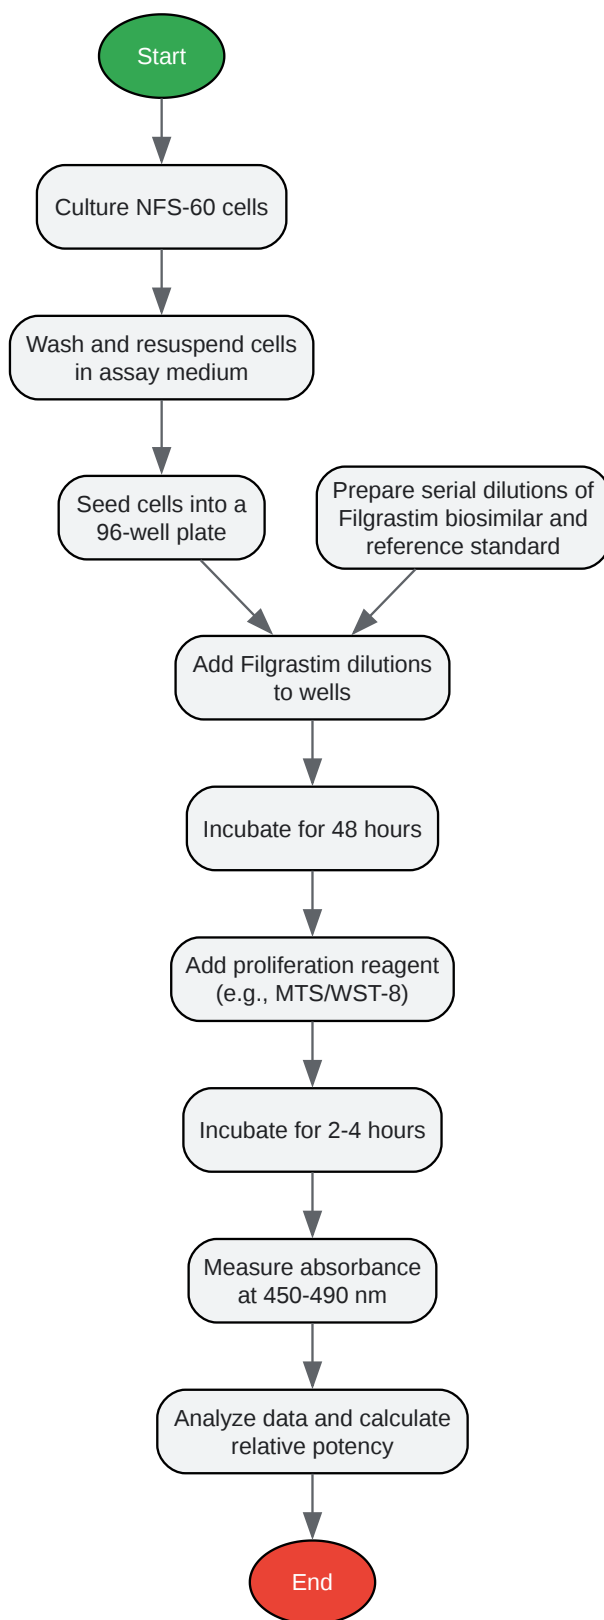 Start
Culture NFS-60 cells
Wash and resuspend cells
in assay medium
Seed cells into a
96-well plate
Prepare serial dilutions of
Filgrastim biosimilar and
reference standard
Add Filgrastim dilutions
to wells
Incubate for 48 hours
Add proliferation reagent
(e.g., MTS/WST-8)
Incubate for 2-4 hours
Measure absorbance
at 450-490 nm
Analyze data and calculate
relative potency
End